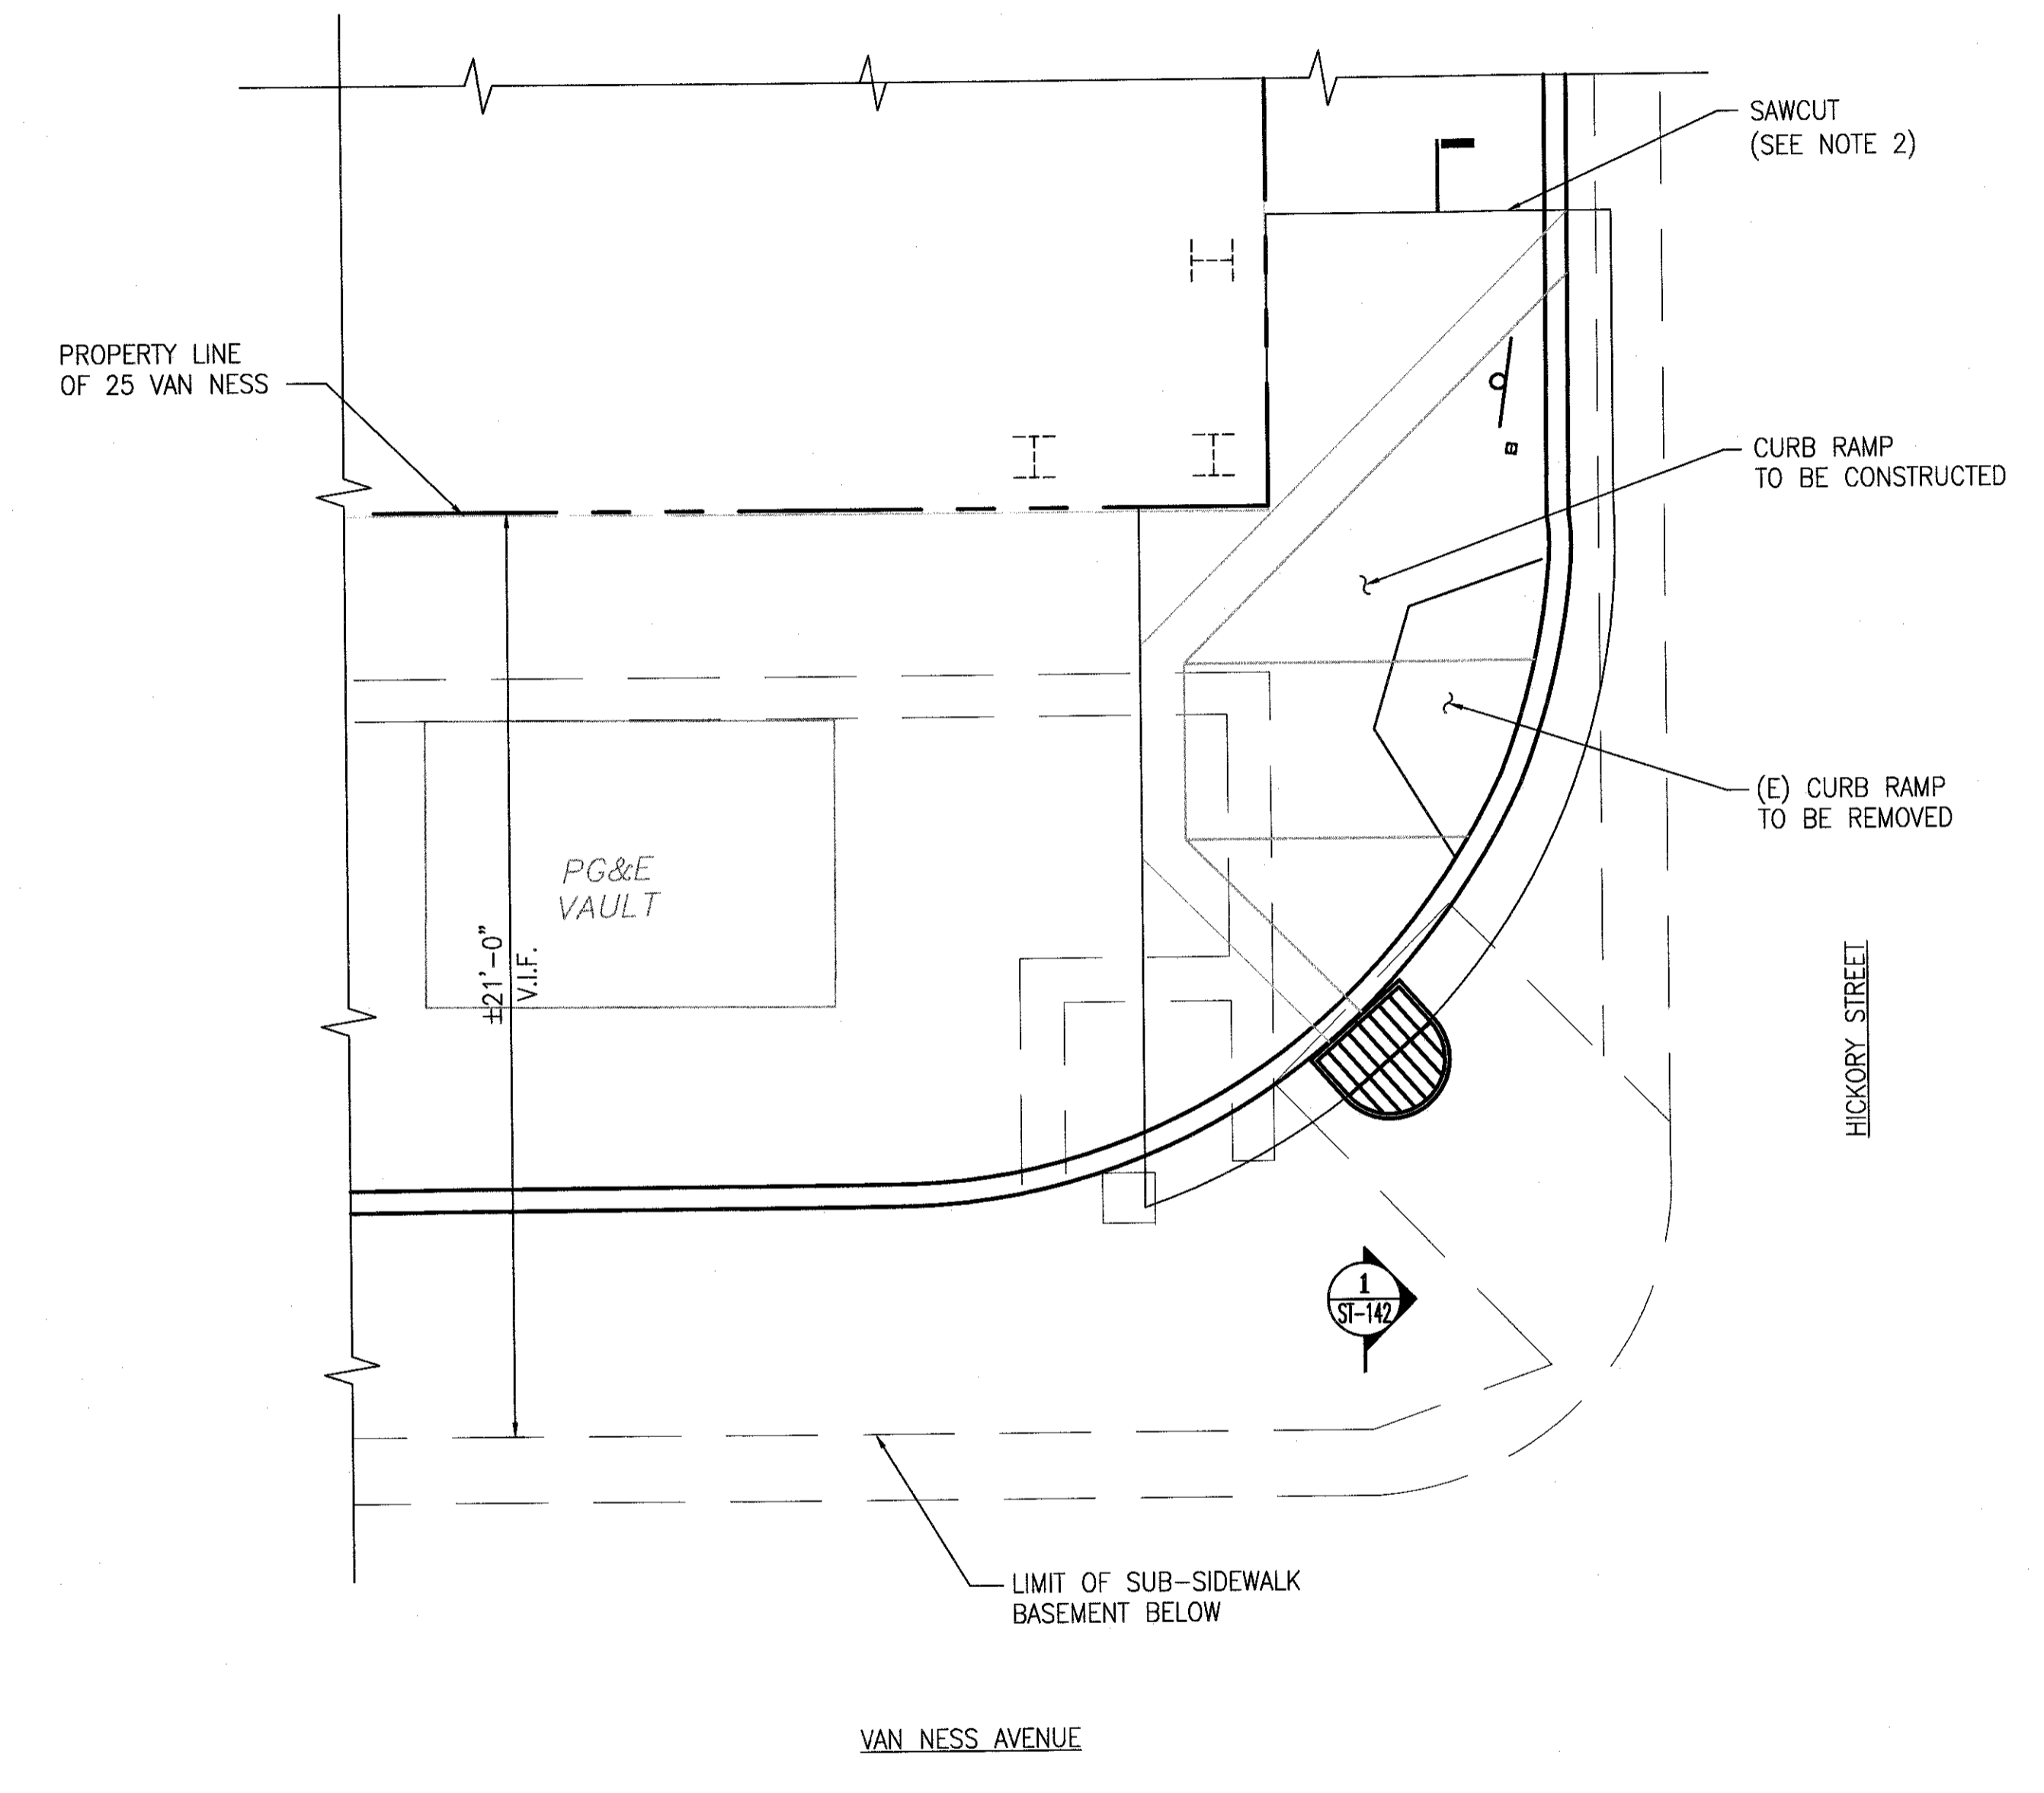 SAWCUT
(SEE NOTE 2)
PROPERTY LINE
OF 25 VAN NESS
CURB RAMP
TO BE CONSTRUCTED
(E) CURB RAMP
TO BE REMOVED
PG&E
VAULT
±21'-0"
V.I.F.
HICKORY STREET
1
ST-142
LIMIT OF SUB-SIDEWALK
BASEMENT BELOW
VAN NESS AVENUE